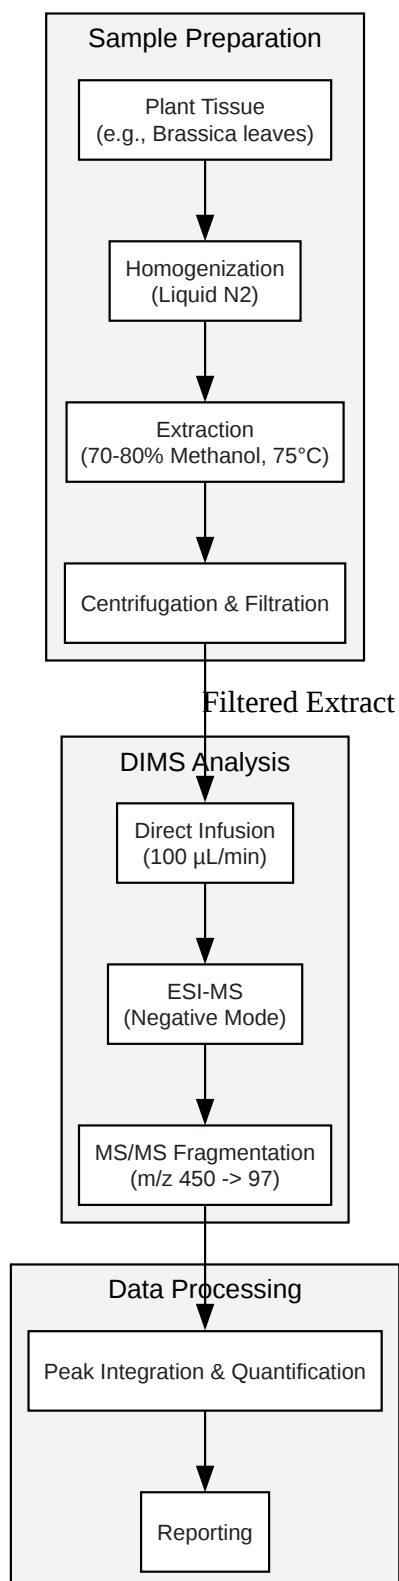 Sample Preparation
Plant Tissue
(e.g., Brassica leaves)
Homogenization
(Liquid N2)
Extraction
(70-80% Methanol, 75°C)
Centrifugation & Filtration
Filtered Extract
DIMS Analysis
Direct Infusion
(100 µL/min)
ESI-MS
(Negative Mode)
MS/MS Fragmentation
(m/z 450 -> 97)
Data Processing
Peak Integration & Quantification
Reporting